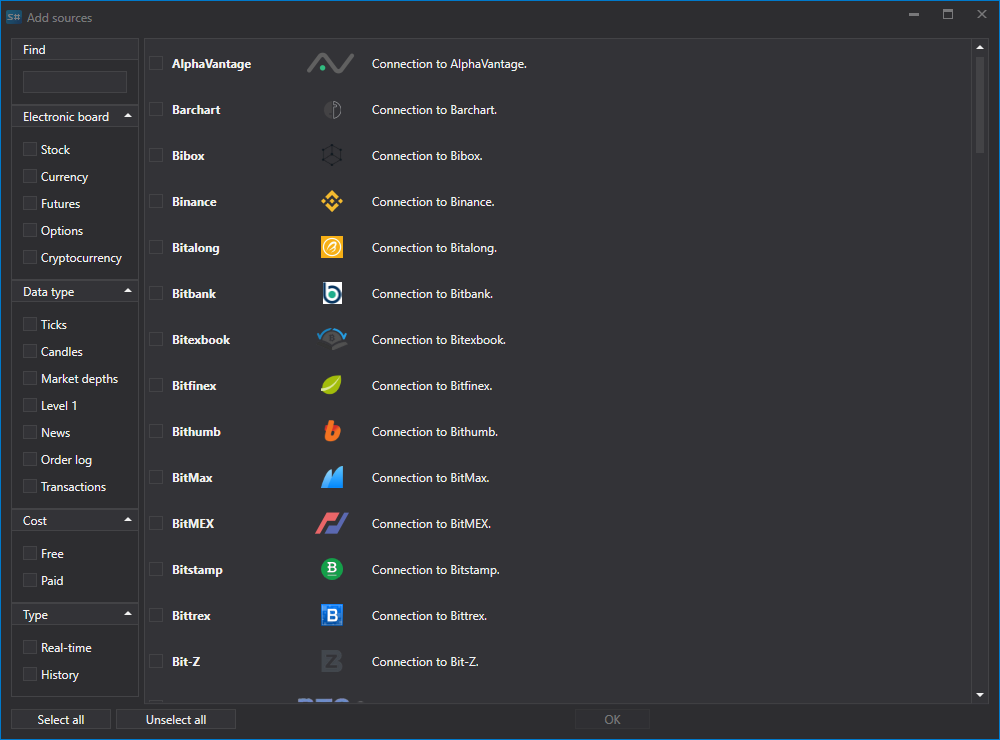 S# Add sources
Find
Electronic board
Stock
Currency
Futures
Options
Cryptocurrency
Data type
Ticks
Candles
Market depths
Level 1
News
Order log
Transactions
Cost
Free
Paid
Type
Real-time
History
AlphaVantage Connection to AlphaVantage.
Barchart Connection to Barchart.
Bibox Connection to Bibox.
Binance Connection to Binance.
Bitalong Connection to Bitalong.
Bitbank Connection to Bitbank.
Bitexbook Connection to Bitexbook.
Bitfinex Connection to Bitfinex.
Bithumb Connection to Bithumb.
BitMax Connection to BitMax.
BitMEX Connection to BitMEX.
Bitstamp Connection to Bitstamp.
Bittrex Connection to Bittrex.
Bit-Z Connection to Bit-Z.
Select all Unselect all OK